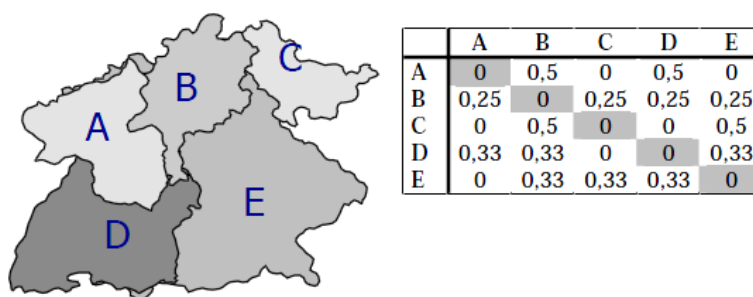 C
B
A
E
D
A B C D E
A 0 0,5 0 0,5 0
B 0,25 0 0,25 0,25 0,25
C 0 0,5 0 0 0,5
D 0,33 0,33 0 0 0,33
E 0 0,33 0,33 0,33 0